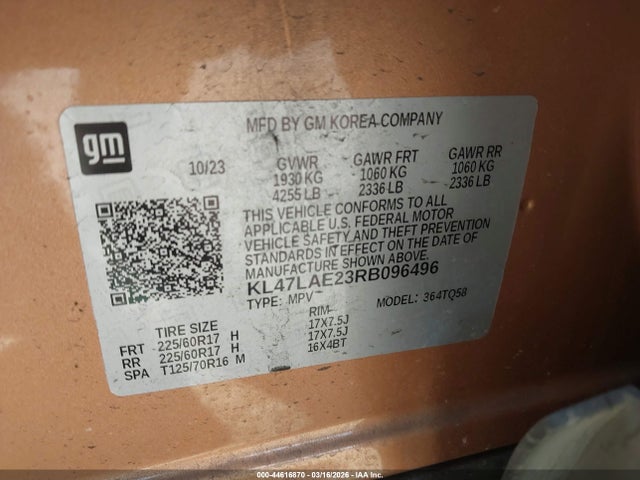 gm
MFD BY GM KOREA COMPANY
10/23 GVWR GAWR FRT GAWR RR
1930 KG 1060 KG 1060 KG
4255 LB 2336 LB 2336 LB
THIS VEHICLE CONFORMS TO ALL
APPLICABLE U.S. FEDERAL MOTOR
VEHICLE SAFETY AND THEFT PREVENTION
STANDARDS IN EFFECT ON THE DATE OF
MANUFACTURE SHOWN ABOVE.
KL47LAE23RB096496
TYPE: MPV MODEL: 364TQ58
TIRE SIZE RIM
FRT 225/60R17 H 17X7.5J
RR 225/60R17 H 17X7.5J
SPA T125/70R16 M 16X4BT
000-44616870 - 03/16/2026 - IAA Inc.